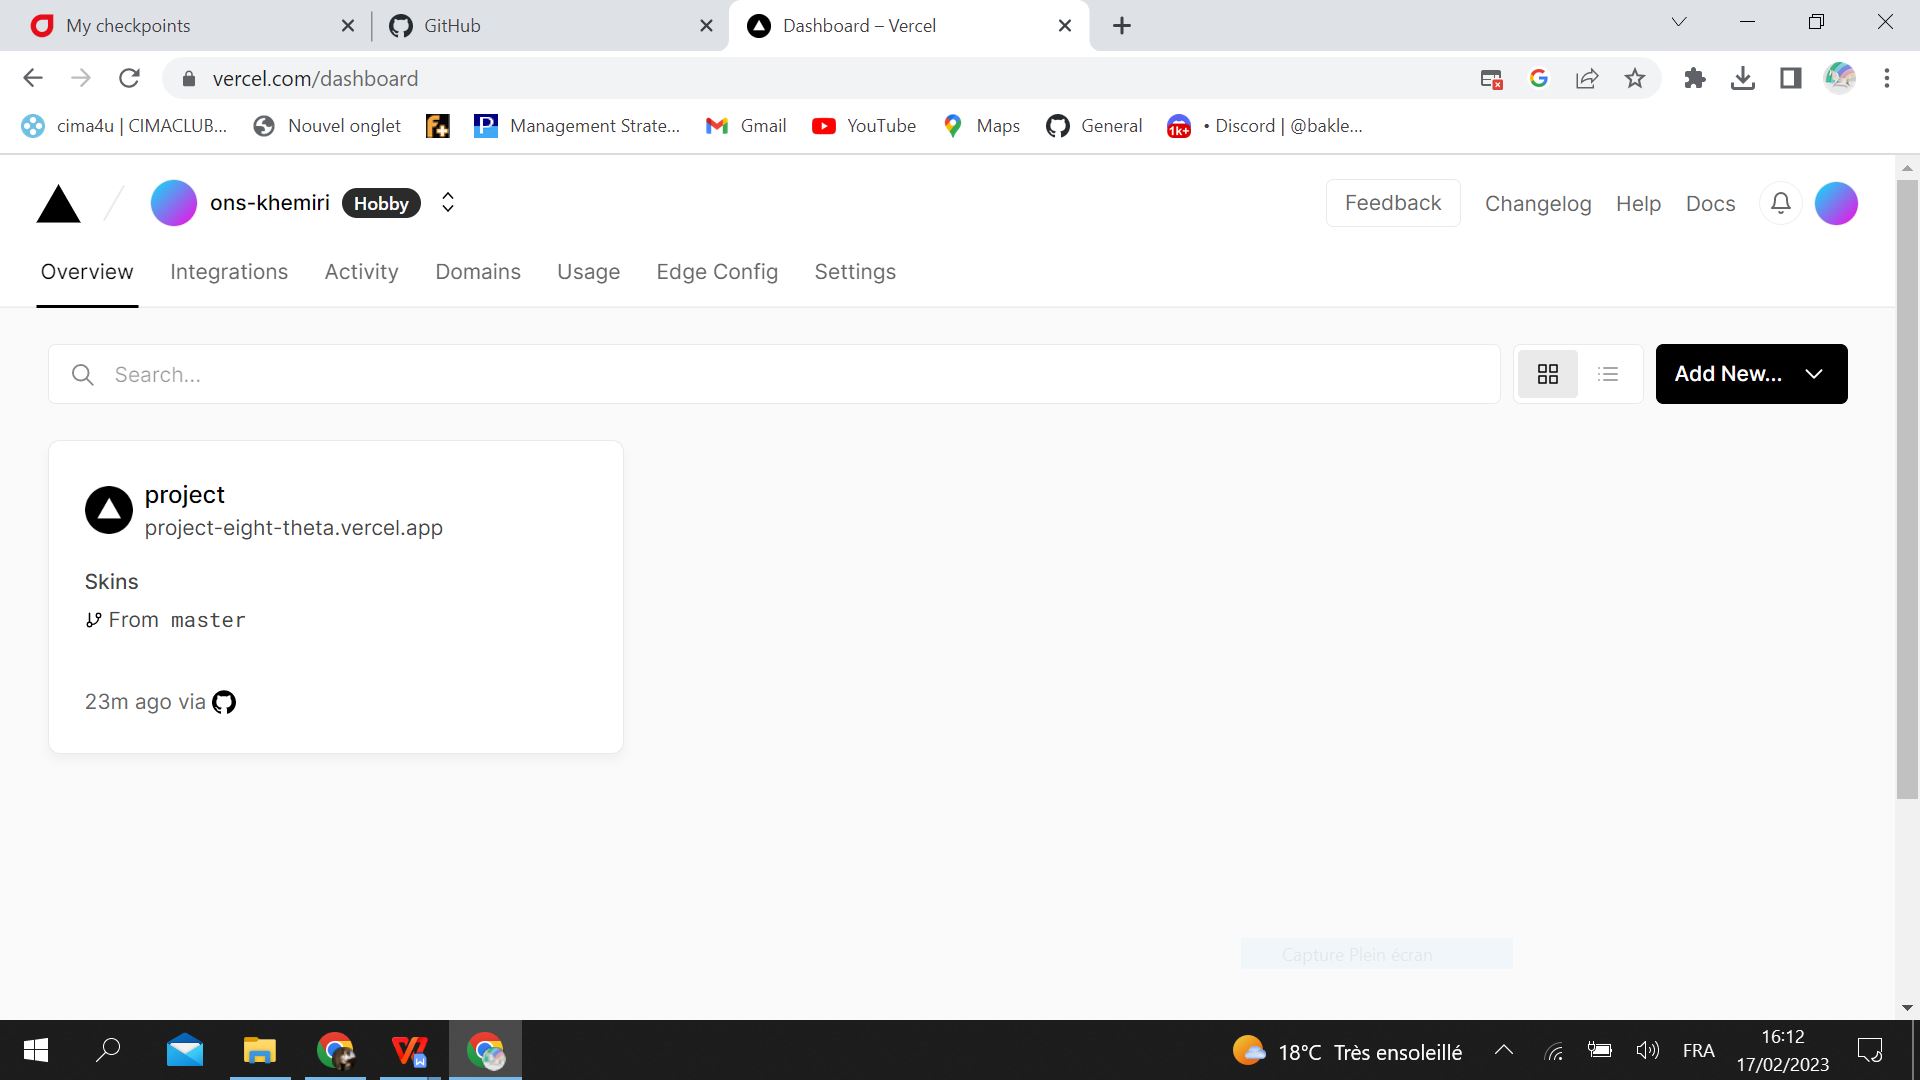 My checkpoints
GitHub
Dashboard – Vercel
vercel.com/dashboard
cima4u | CIMACLUB...
Nouvel onglet
Management Strate...
Gmail
YouTube
Maps
General
1k+
• Discord | @bakle...
ons-khemiri
Hobby
Feedback
Changelog
Help
Docs
Overview
Integrations
Activity
Domains
Usage
Edge Config
Settings
Search...
Add New...
project
project-eight-theta.vercel.app
Skins
From master
23m ago via
Capture Plein écran
18°C Très ensoleillé
FRA
16:12
17/02/2023